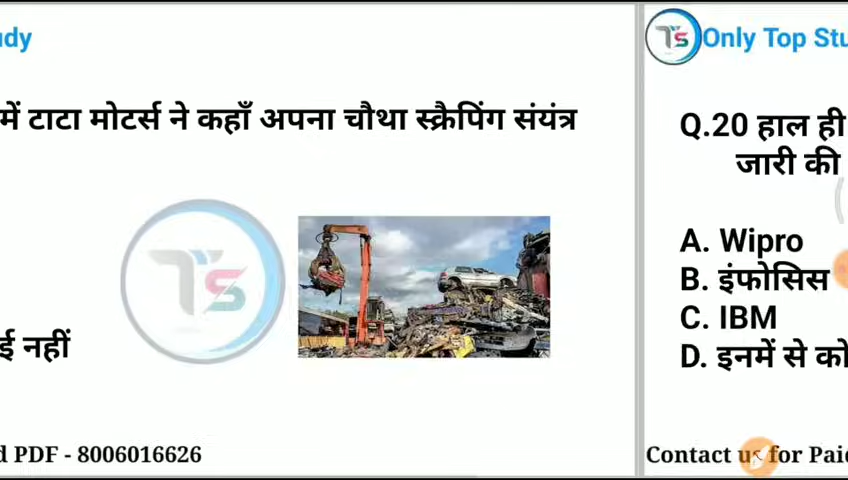 udy
में टाटा मोटर्स ने कहाँ अपना चौथा स्क्रैपिंग संयंत्र
ई नहीं
d PDF - 8006016626
Only Top Stu
Q.20 हाल ही
जारी की
A. Wipro
B. इंफोसिस
C. IBM
D. इनमें से को
Contact us for Paid